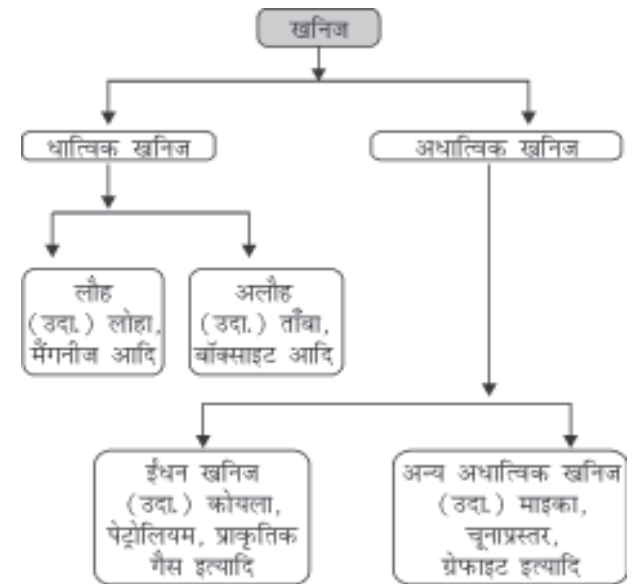 खनिज
धात्विक खनिज
अधात्विक खनिज
लौह
(उदा.) लोहा,
मैंगनीज आदि
अलौह
(उदा.) ताँबा,
बॉक्साइट आदि
ईंधन खनिज
(उदा.) कोयला,
पेट्रोलियम, प्राकृतिक
गैस इत्यादि
अन्य अधात्विक खनिज
(उदा.) माइका,
चूनाप्रस्तर,
ग्रेफाइट इत्यादि